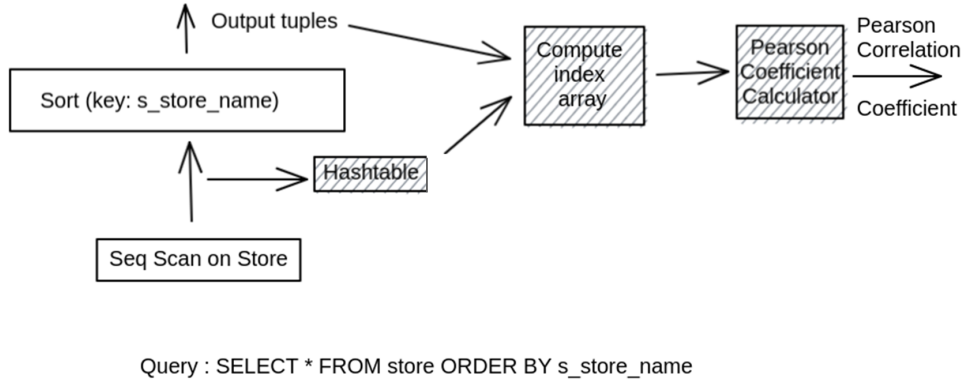 Output tuples
Sort (key: s_store_name)
Hashtable
Seq Scan on Store
Compute
index
array
Pearson
Coefficient
Calculator
Pearson
Correlation
Coefficient
Query : SELECT * FROM store ORDER BY s_store_name